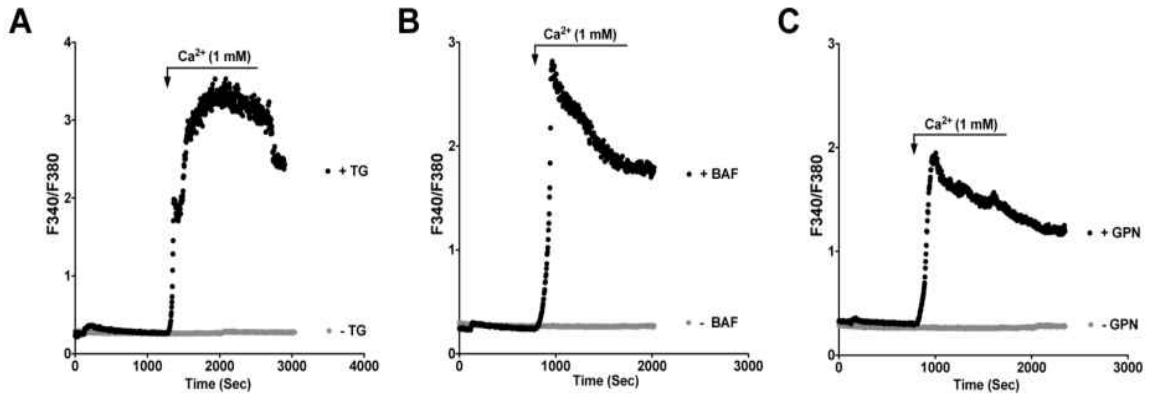 A
Ca²⁺ (1 mM)
F340/F380
4
3
2
1
0
0
1000
2000
3000
4000
Time (Sec)
+ TG
- TG
B
Ca²⁺ (1 mM)
3
2
1
0
0
1000
2000
3000
Time (Sec)
+ BAF
- BAF
C
Ca²⁺ (1 mM)
F340/F380
3
2
1
0
0
1000
2000
3000
Time (Sec)
+ GPN
- GPN